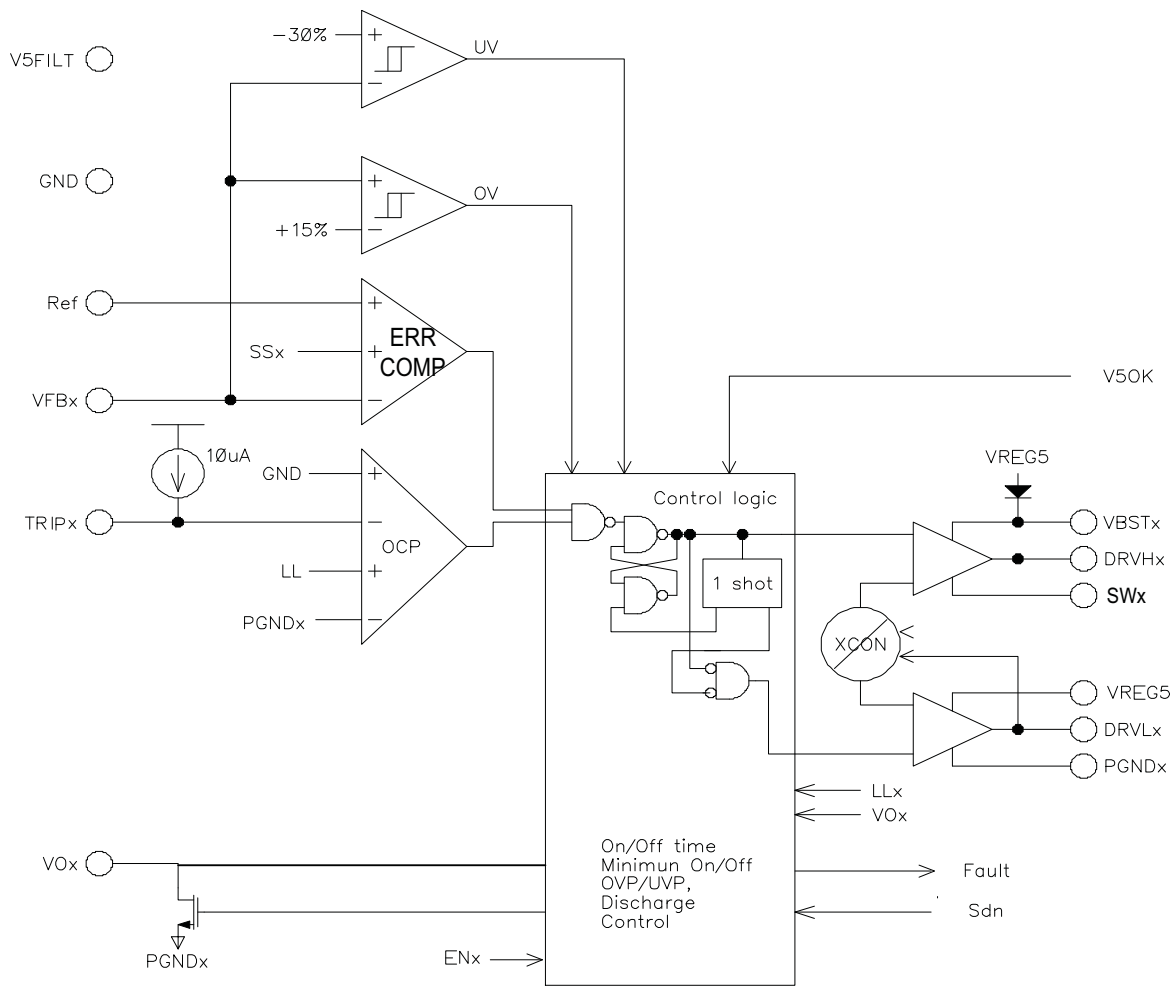 -30%
+
UV
V5FILT
-
GND
+
OV
+15%
-
Ref
+
ERR
COMP
SSx
+
VFBx
-
V5OK
10uA
GND
+
Control logic
VREG5
TRIPx
-
OCP
VBSTx
DRVHx
LL
+
1 shot
SWx
PGNDx
-
XCON
VREG5
DRVLx
PGNDx
LLx
VOx
VOx
On/Off time
Minimun On/Off
OVP/UVP,
Discharge
Control
Fault
Sdn
PGNDx
ENx